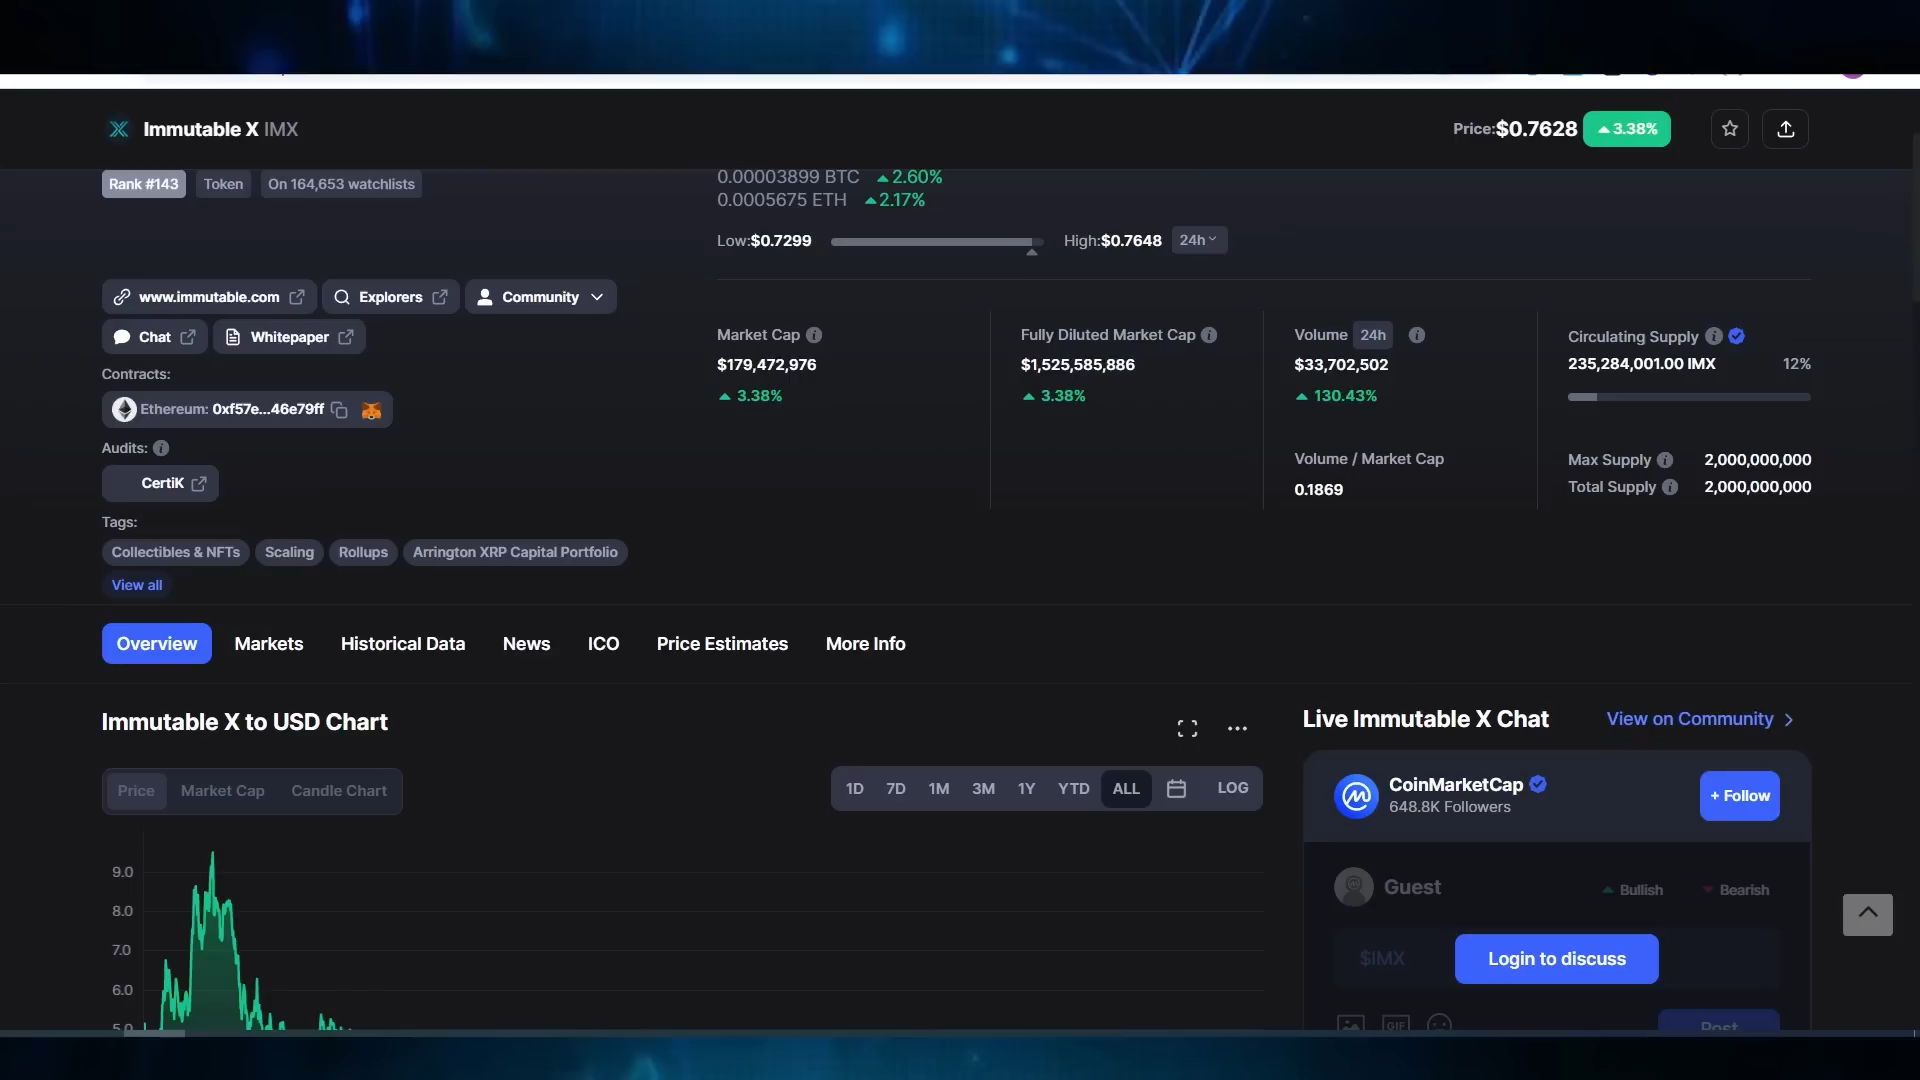 Immutable X IMX
Price:$0.7628 3.38%
Rank #143 Token On 164,653 watchlists
0.00003899 BTC 2.60%
0.0005675 ETH 2.17%
Low:$0.7299 High:$0.7648 24h
www.immutable.com Explorers Community
Chat Whitepaper
Contracts:
Ethereum: 0xf57e...46e79ff
Audits:
CertiK
Tags:
Collectibles & NFTs Scaling Rollups Arrington XRP Capital Portfolio
View all
Market Cap
$179,472,976
3.38%
Fully Diluted Market Cap
$1,525,585,886
3.38%
Volume 24h
$33,702,502
130.43%
Volume / Market Cap
0.1869
Circulating Supply
235,284,001.00 IMX 12%
Max Supply 2,000,000,000
Total Supply 2,000,000,000
Overview Markets Historical Data News ICO Price Estimates More Info
Immutable X to USD Chart
Price Market Cap Candle Chart
1D 7D 1M 3M 1Y YTD ALL LOG
9.0
8.0
7.0
6.0
5.0
Live Immutable X Chat View on Community
CoinMarketCap
648.8K Followers
+ Follow
Guest Bullish Bearish
$IMX Login to discuss
GIF Post